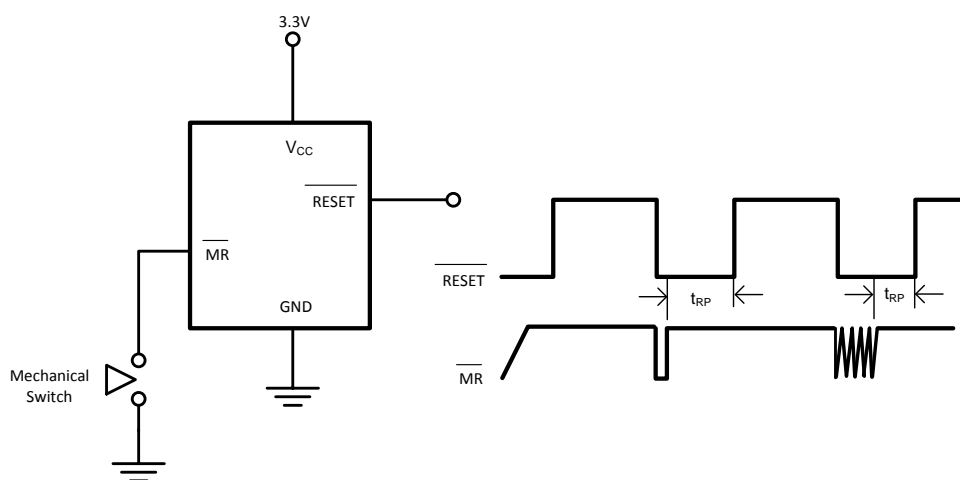 3.3V
VCC
RESET
MR
GND
Mechanical
Switch
RESET
tRP
tRP
MR